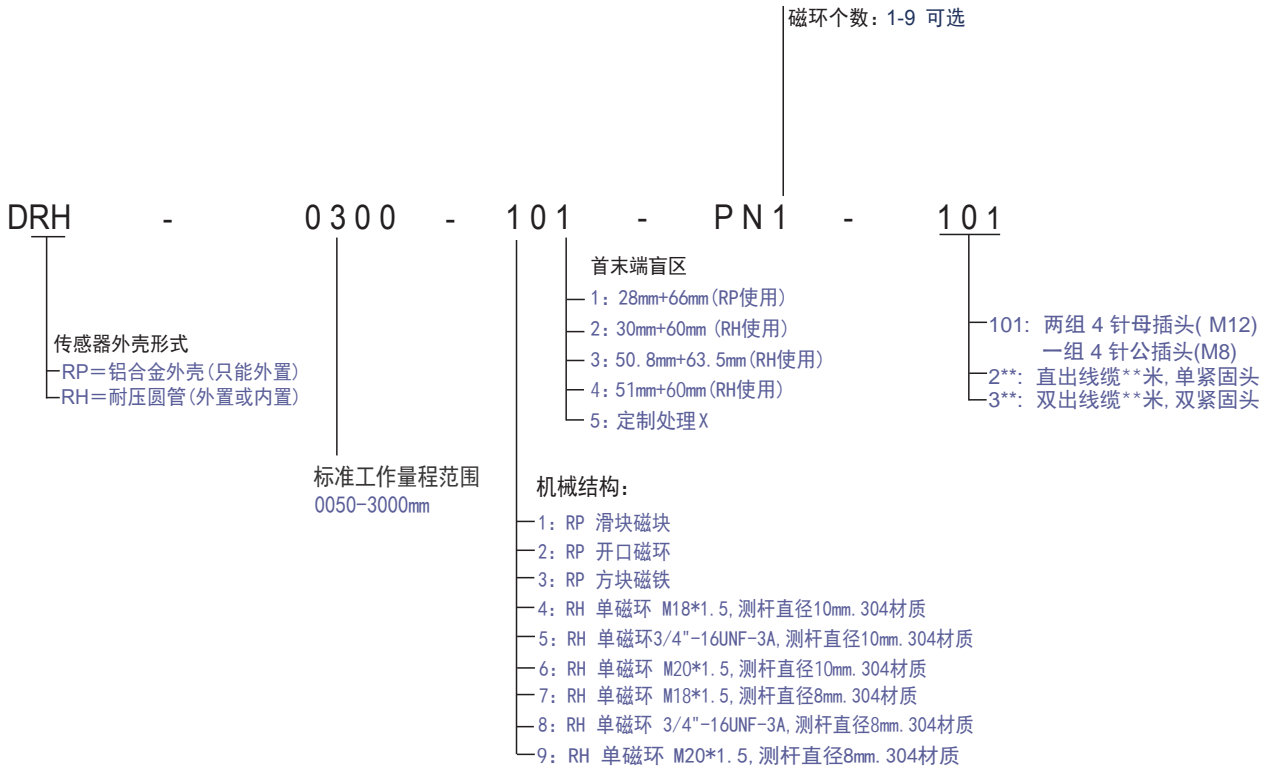 磁环个数: 1-9 可选
DRH - 0300 - 101 - PN1 - 101
首末端盲区
1: 28mm+66mm(RP使用)
2: 30mm+60mm (RH使用)
3: 50.8mm+63.5mm(RH使用)
4: 51mm+60mm(RH使用)
5: 定制处理X
101: 两组 4 针母插头( M12)
一组 4 针公插头(M8)
2**: 直出线缆**米, 单紧固头
3**: 双出线缆**米, 双紧固头
传感器外壳形式
RP=铝合金外壳(只能外置)
RH=耐压圆管(外置或内置)
标准工作量程范围
0050-3000mm
机械结构:
1: RP 滑块磁块
2: RP 开口磁环
3: RP 方块磁铁
4: RH 单磁环 M18*1.5,测杆直径10mm.304材质
5: RH 单磁环3/4"-16UNF-3A,测杆直径10mm.304材质
6: RH 单磁环 M20*1.5,测杆直径10mm.304材质
7: RH 单磁环 M18*1.5,测杆直径8mm.304材质
8: RH 单磁环 3/4"-16UNF-3A,测杆直径8mm.304材质
9: RH 单磁环 M20*1.5,测杆直径8mm.304材质